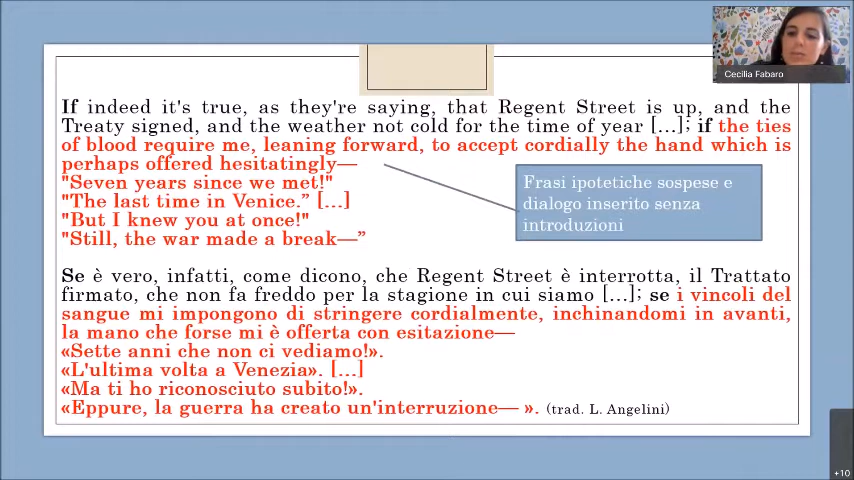 Cecilia Fabaro
If indeed it's true, as they're saying, that Regent Street is up, and the
Treaty signed, and the weather not cold for the time of year [...]; if the ties
of blood require me, leaning forward, to accept cordially the hand which is
perhaps offered hesitatingly—
"Seven years since we met!"
"The last time in Venice.” [...]
"But I knew you at once!"
"Still, the war made a break—”
Frasi ipotetiche sospese e
dialogo inserito senza
introduzioni
Se è vero, infatti, come dicono, che Regent Street è interrotta, il Trattato
firmato, che non fa freddo per la stagione in cui siamo [...]; se i vincoli del
sangue mi impongono di stringere cordialmente, inchinandomi in avanti,
la mano che forse mi è offerta con esitazione—
«Sette anni che non ci vediamo!».
«L'ultima volta a Venezia». [...]
«Ma ti ho riconosciuto subito!».
«Eppure, la guerra ha creato un'interruzione— ». (trad. L. Angelini)
+10